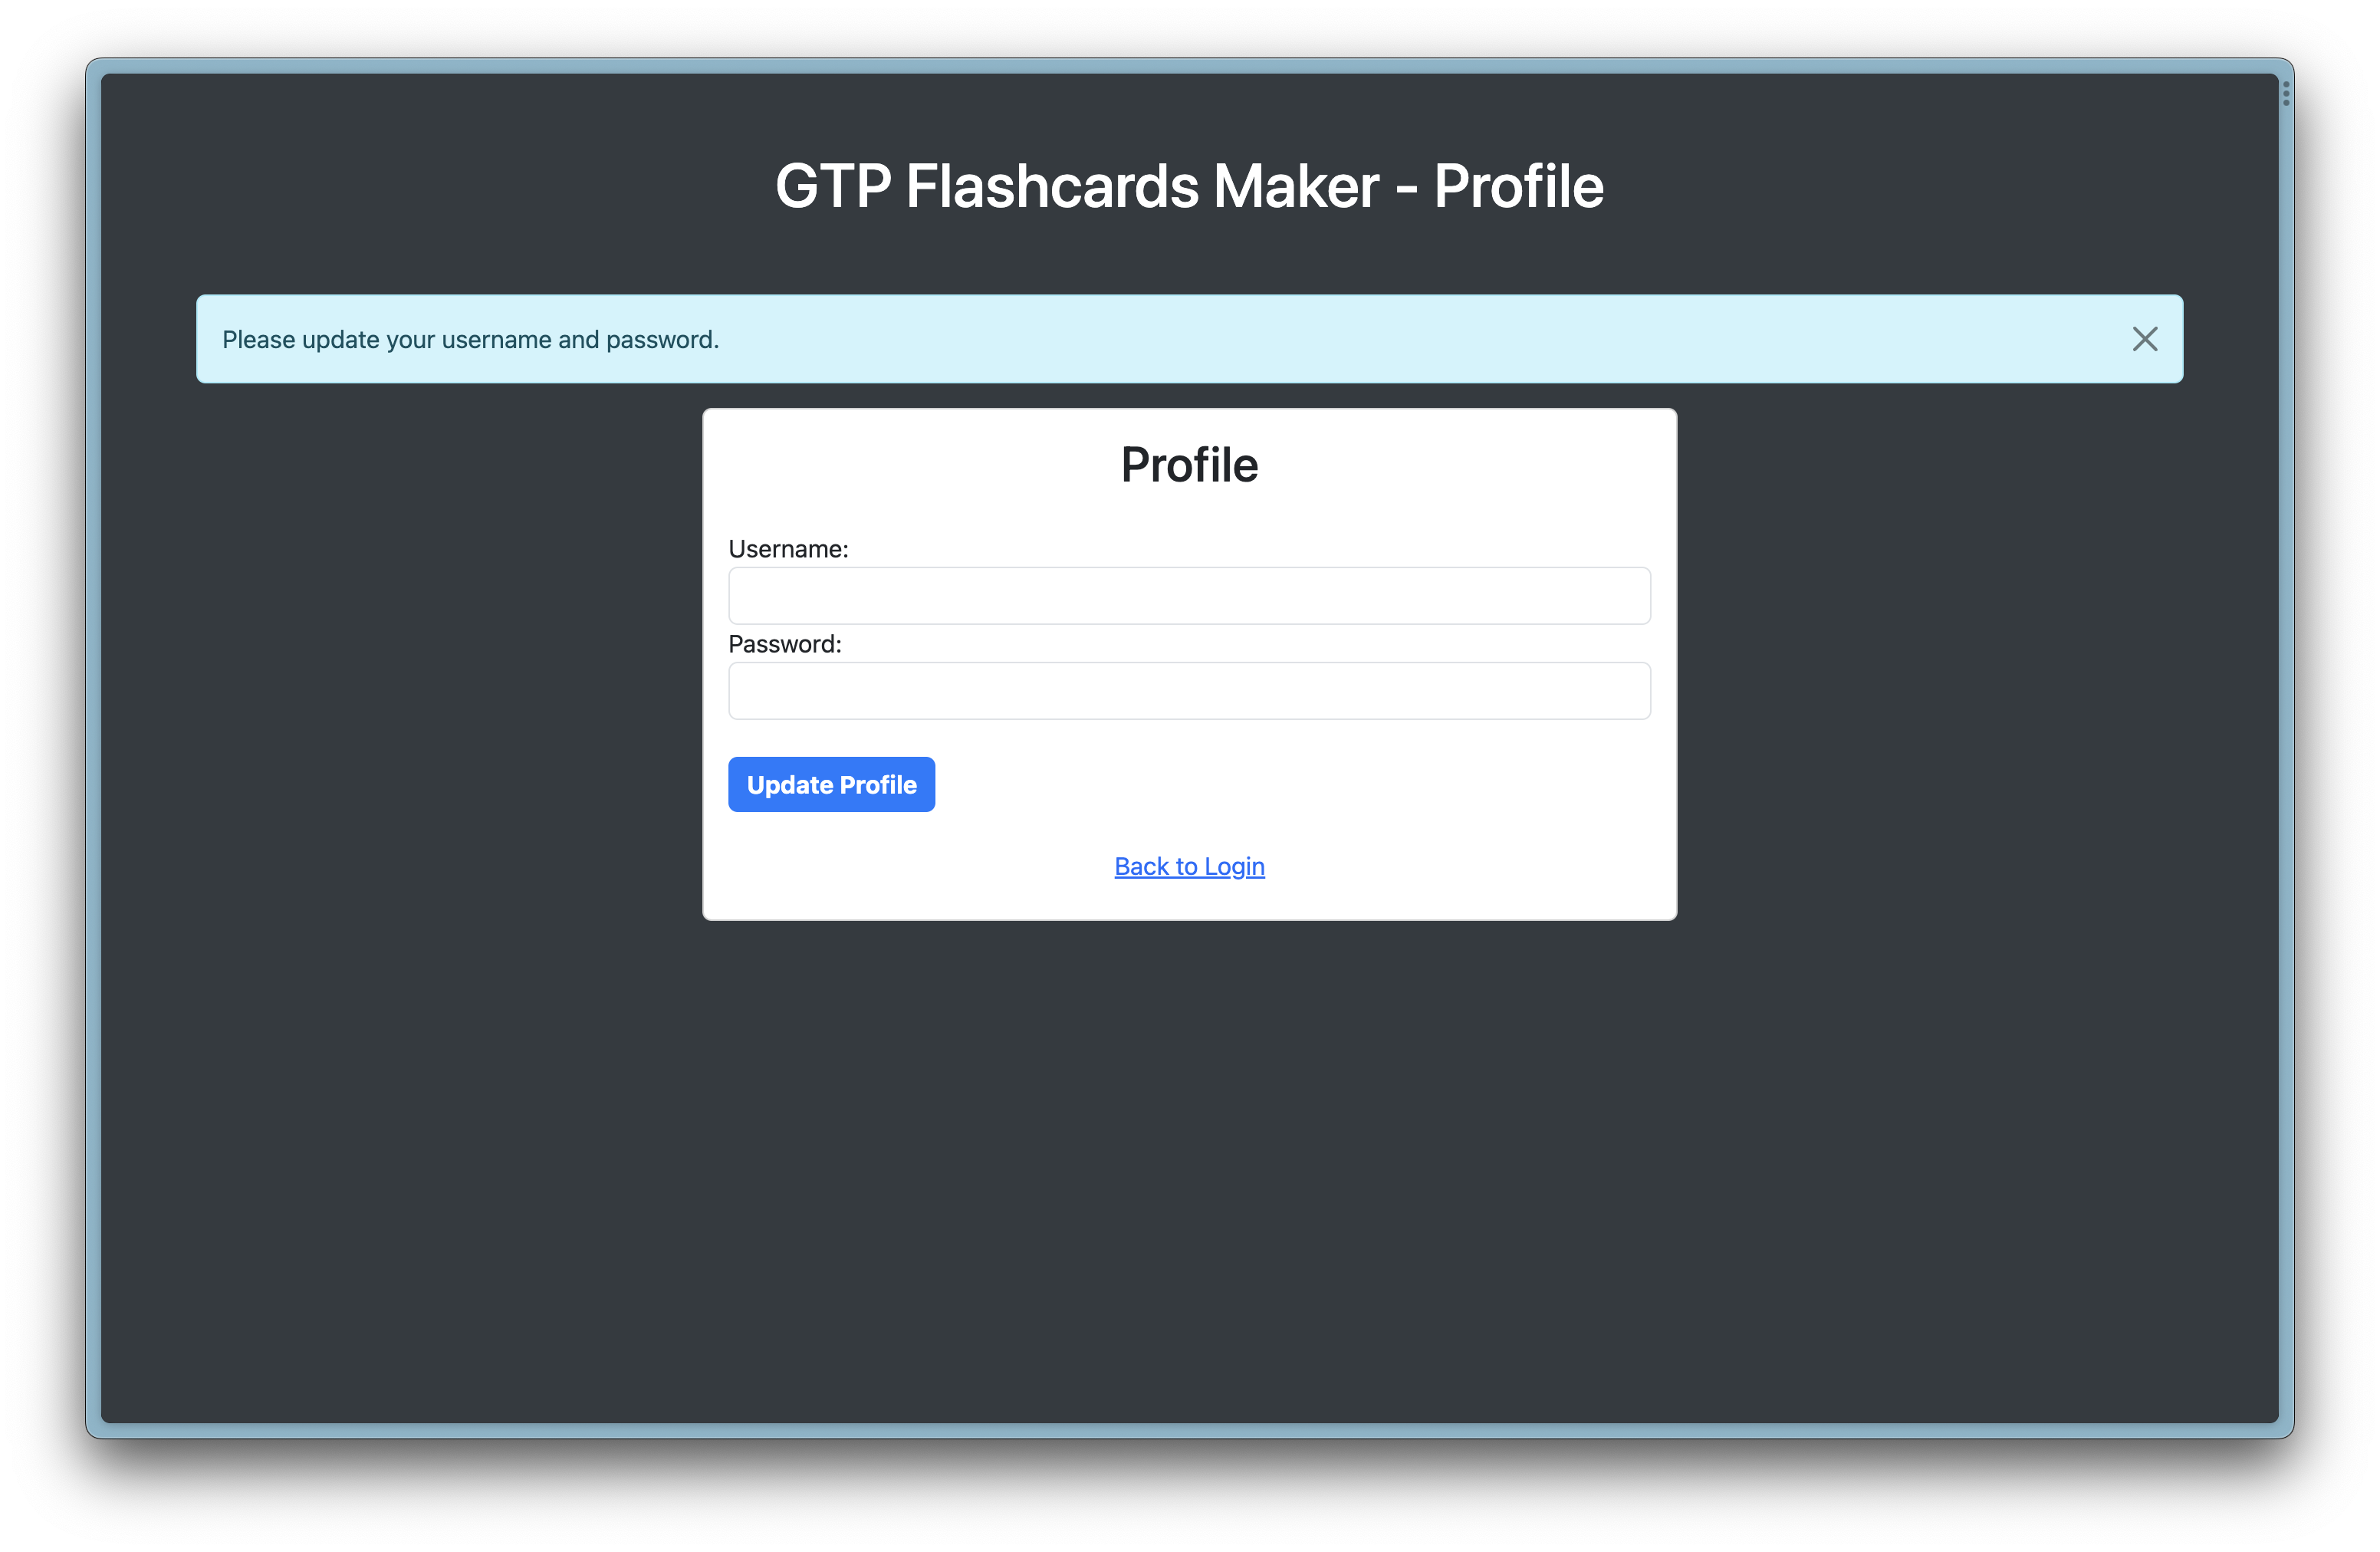 GTP Flashcards Maker - Profile
Please update your username and password.
Profile
Username:
Password:
Update Profile
Back to Login